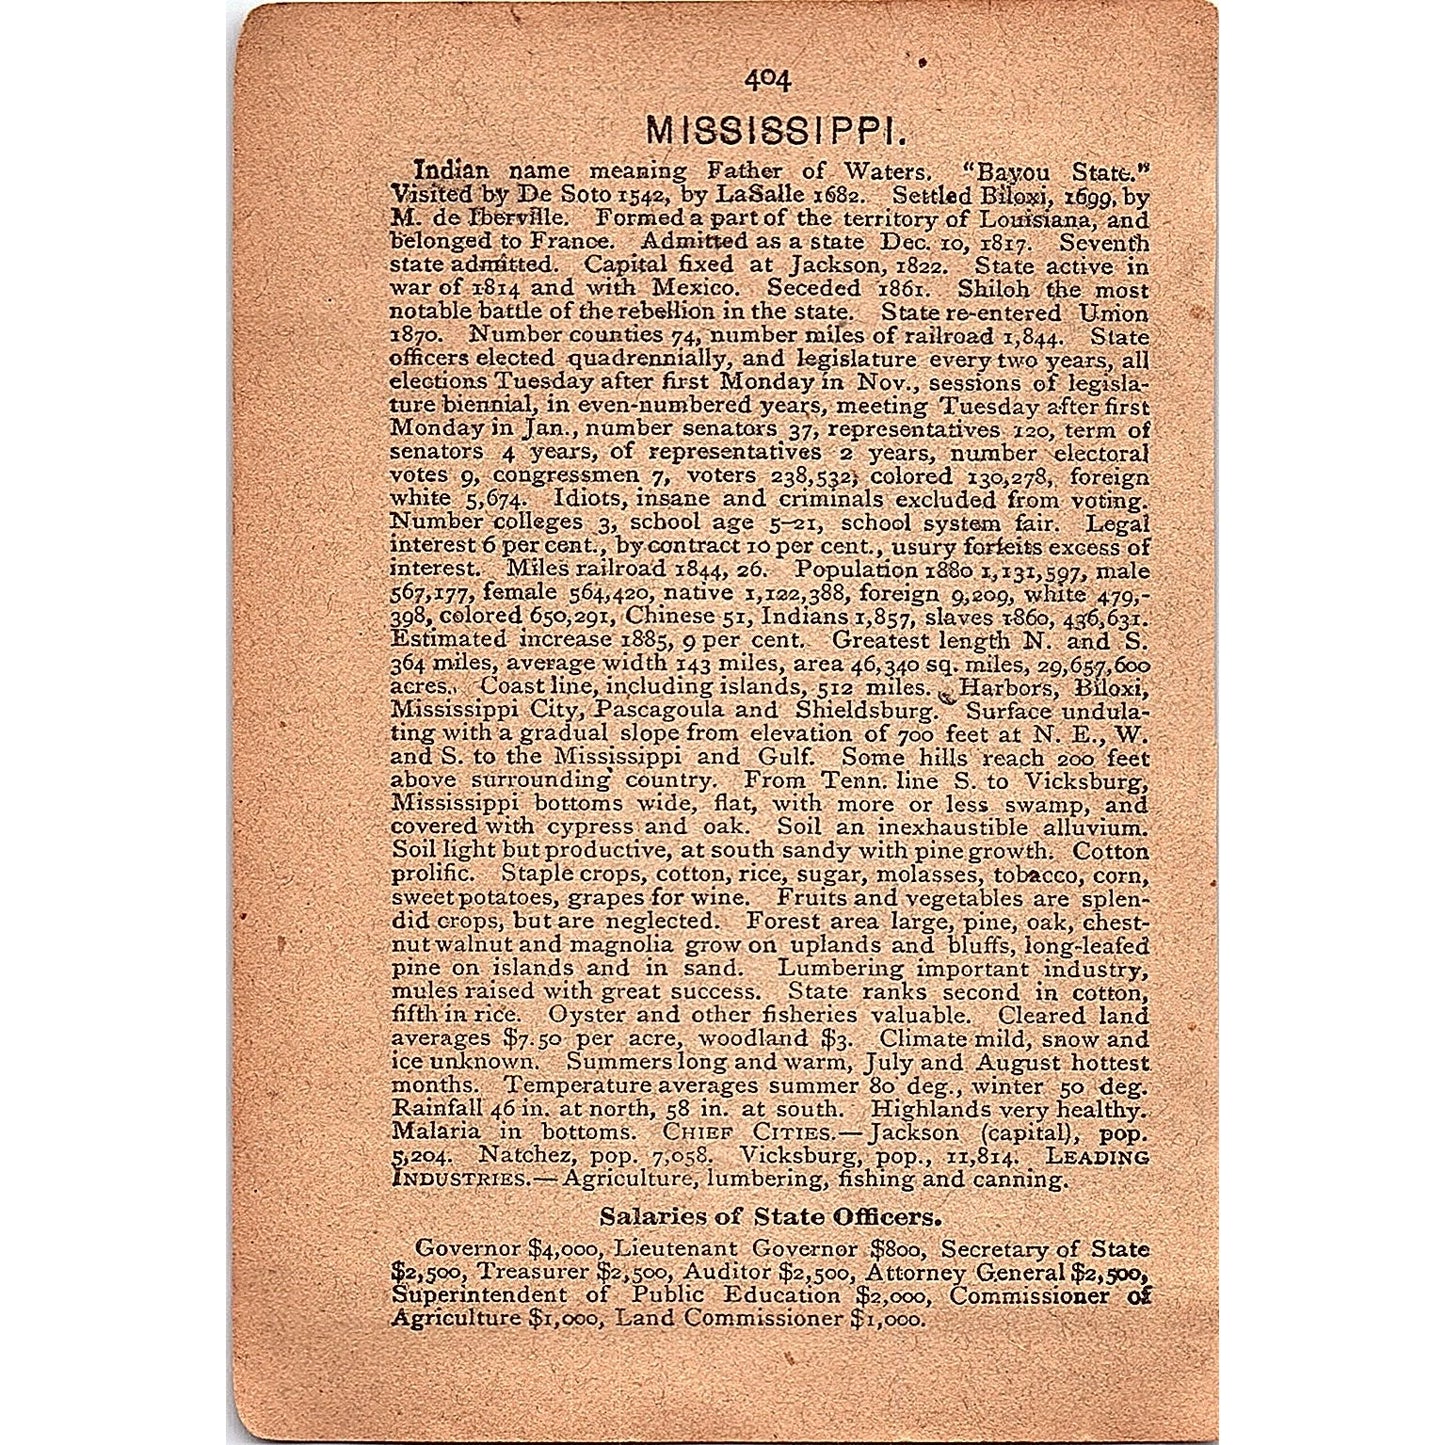 404
MISSISSIPPI.
Indian name meaning Father of Waters. "Bayou State."
Visited by De Soto 1542, by LaSalle 1682. Settled Biloxi, 1699, by
M. de Iberville. Formed a part of the territory of Louisiana, and
belonged to France. Admitted as a state Dec. 10, 1817. Seventh
state admitted. Capital fixed at Jackson, 1822. State active in
war of 1814 and with Mexico. Seceded 1861. Shiloh the most
notable battle of the rebellion in the state. State re-entered Union
1870. Number counties 74, number miles of railroad 1,844. State
officers elected quadrennially, and legislature every two years, all
elections Tuesday after first Monday in Nov., sessions of legisla-
ture biennial, in even-numbered years, meeting Tuesday after first
Monday in Jan., number senators 37, representatives 120, term of
senators 4 years, of representatives 2 years, number electoral
votes 9, congressmen 7, voters 238,532, colored 130,278, foreign
white 5,674. Idiots, insane and criminals excluded from voting.
Number colleges 3, school age 5-21, school system fair. Legal
interest 6 per cent., by contract 10 per cent., usury forfeits excess of
interest. Miles railroad 1844, 26. Population 1880 1,131,597, male
567,177, female 564,420, native 1,122,388, foreign 9,209, white 479,-
398, colored 650,291, Chinese 51, Indians 1,857, slaves 1860, 436,631.
Estimated increase 1885, 9 per cent. Greatest length N. and S.
364 miles, average width 143 miles, area 46,340 sq. miles, 29,657,600
acres. Coast line, including islands, 512 miles. Harbors, Biloxi,
Mississippi City, Pascagoula and Shieldsburg. Surface undula-
ting with a gradual slope from elevation of 700 feet at N. E., W.
and S. to the Mississippi and Gulf. Some hills reach 200 feet
above surrounding country. From Tenn. line S. to Vicksburg,
Mississippi bottoms wide, flat, with more or less swamp, and
covered with cypress and oak. Soil an inexhaustible alluvium.
Soil light but productive, at south sandy with pine growth. Cotton
prolific. Staple crops, cotton, rice, sugar, molasses, tobacco, corn,
sweet potatoes, grapes for wine. Fruits and vegetables are splen-
did crops, but are neglected. Forest area large, pine, oak, chest-
nut walnut and magnolia grow on uplands and bluffs, long-leafed
pine on islands and in sand. Lumbering important industry,
mules raised with great success. State ranks second in cotton,
fifth in rice. Oyster and other fisheries valuable. Cleared land
averages $7.50 per acre, woodland $3. Climate mild, snow and
ice unknown. Summers long and warm, July and August hottest
months. Temperature averages summer 80 deg., winter 50 deg.
Rainfall 46 in. at north, 58 in. at south. Highlands very healthy.
Malaria in bottoms. CHIEF CITIES.—Jackson (capital), pop.
5,204. Natchez, pop. 7,058. Vicksburg, pop., 11,814. LEADING
INDUSTRIES.—Agriculture, lumbering, fishing and canning.
Salaries of State Officers.
Governor $4,000, Lieutenant Governor $800, Secretary of State
$2,500, Treasurer $2,500, Auditor $2,500, Attorney General $2,500,
Superintendent of Public Education $2,000, Commissioner of
Agriculture $1,000, Land Commissioner $1,000.